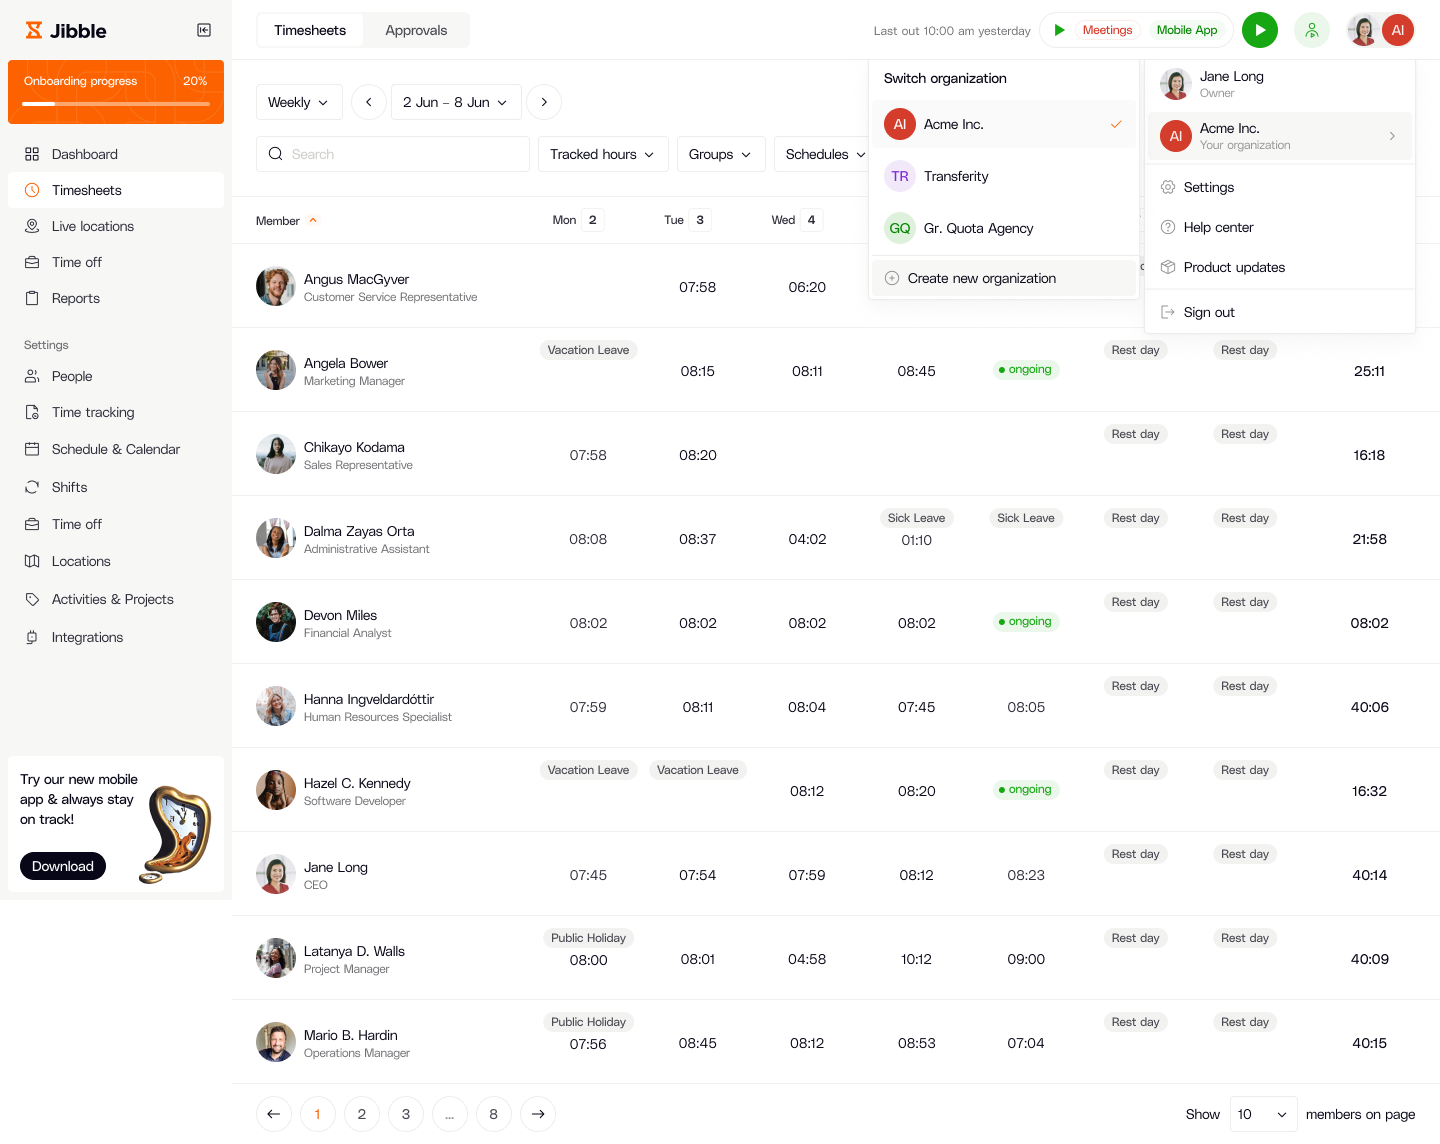 Jibble
Timesheets
Approvals
Last out 10:00 am yesterday
Meetings
Mobile App
AI
Onboarding progress
20%
Dashboard
Timesheets
Live locations
Time off
Reports
Settings
People
Time tracking
Schedule & Calendar
Shifts
Time off
Locations
Activities & Projects
Integrations
Try our new mobile
app & always stay
on track!
Download
Weekly
2 Jun – 8 Jun
Search
Tracked hours
Groups
Schedules
Switch organization
AI
Acme Inc.
TR
Transferity
GQ
Gr. Quota Agency
Create new organization
Jane Long
Owner
AI
Acme Inc.
Your organization
Settings
Help center
Product updates
Sign out
Member
Mon 2
Tue 3
Wed 4
Angus MacGyver
Customer Service Representative
07:58
06:20
Angela Bower
Marketing Manager
Vacation Leave
08:15
08:11
08:45
ongoing
Rest day
Rest day
25:11
Chikayo Kodama
Sales Representative
07:58
08:20
Rest day
Rest day
16:18
Dalma Zayas Orta
Administrative Assistant
08:08
08:37
04:02
Sick Leave
01:10
Sick Leave
Rest day
Rest day
21:58
Devon Miles
Financial Analyst
08:02
08:02
08:02
08:02
ongoing
Rest day
Rest day
08:02
Hanna Ingveldardóttir
Human Resources Specialist
07:59
08:11
08:04
07:45
08:05
Rest day
Rest day
40:06
Hazel C. Kennedy
Software Developer
Vacation Leave
Vacation Leave
08:12
08:20
ongoing
Rest day
Rest day
16:32
Jane Long
CEO
07:45
07:54
07:59
08:12
08:23
Rest day
Rest day
40:14
Latanya D. Walls
Project Manager
Public Holiday
08:00
08:01
04:58
10:12
09:00
Rest day
Rest day
40:09
Mario B. Hardin
Operations Manager
Public Holiday
07:56
08:45
08:12
08:53
07:04
Rest day
Rest day
40:15
1
2
3
...
8
Show 10 members on page